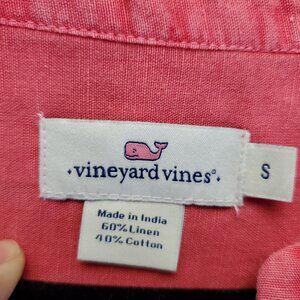 vineyard vines®
S
Made in India
60% Linen
40% Cotton